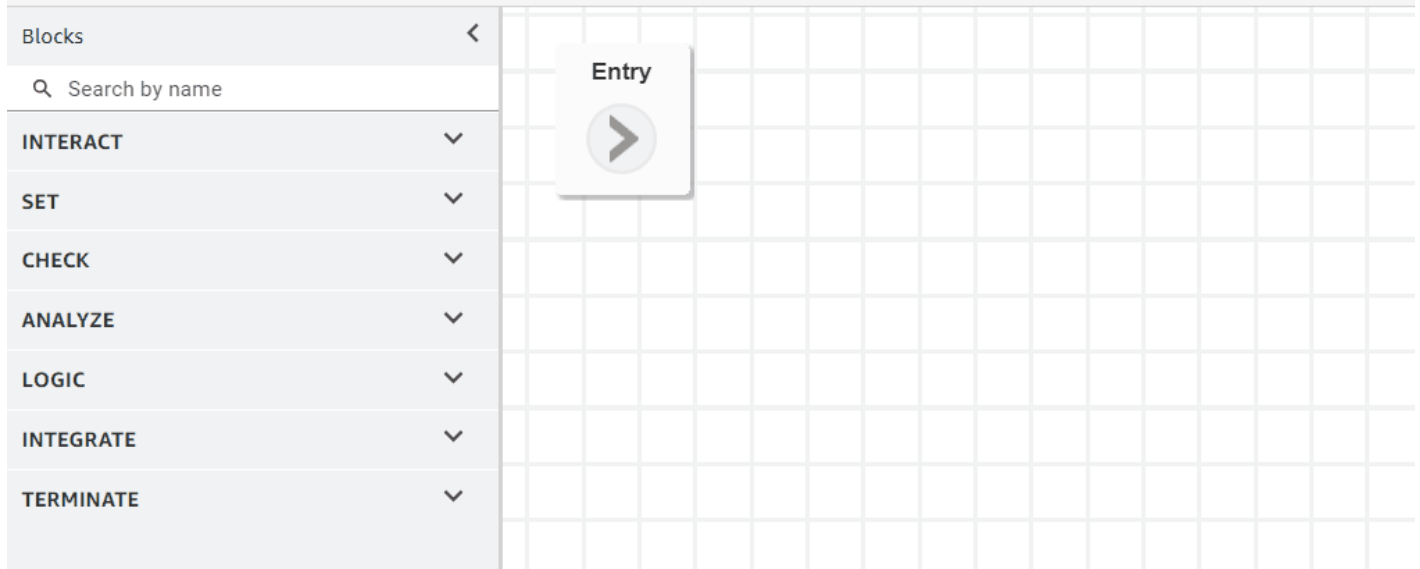 Blocks
Search by name
INTERACT
SET
CHECK
ANALYZE
LOGIC
INTEGRATE
TERMINATE
Entry